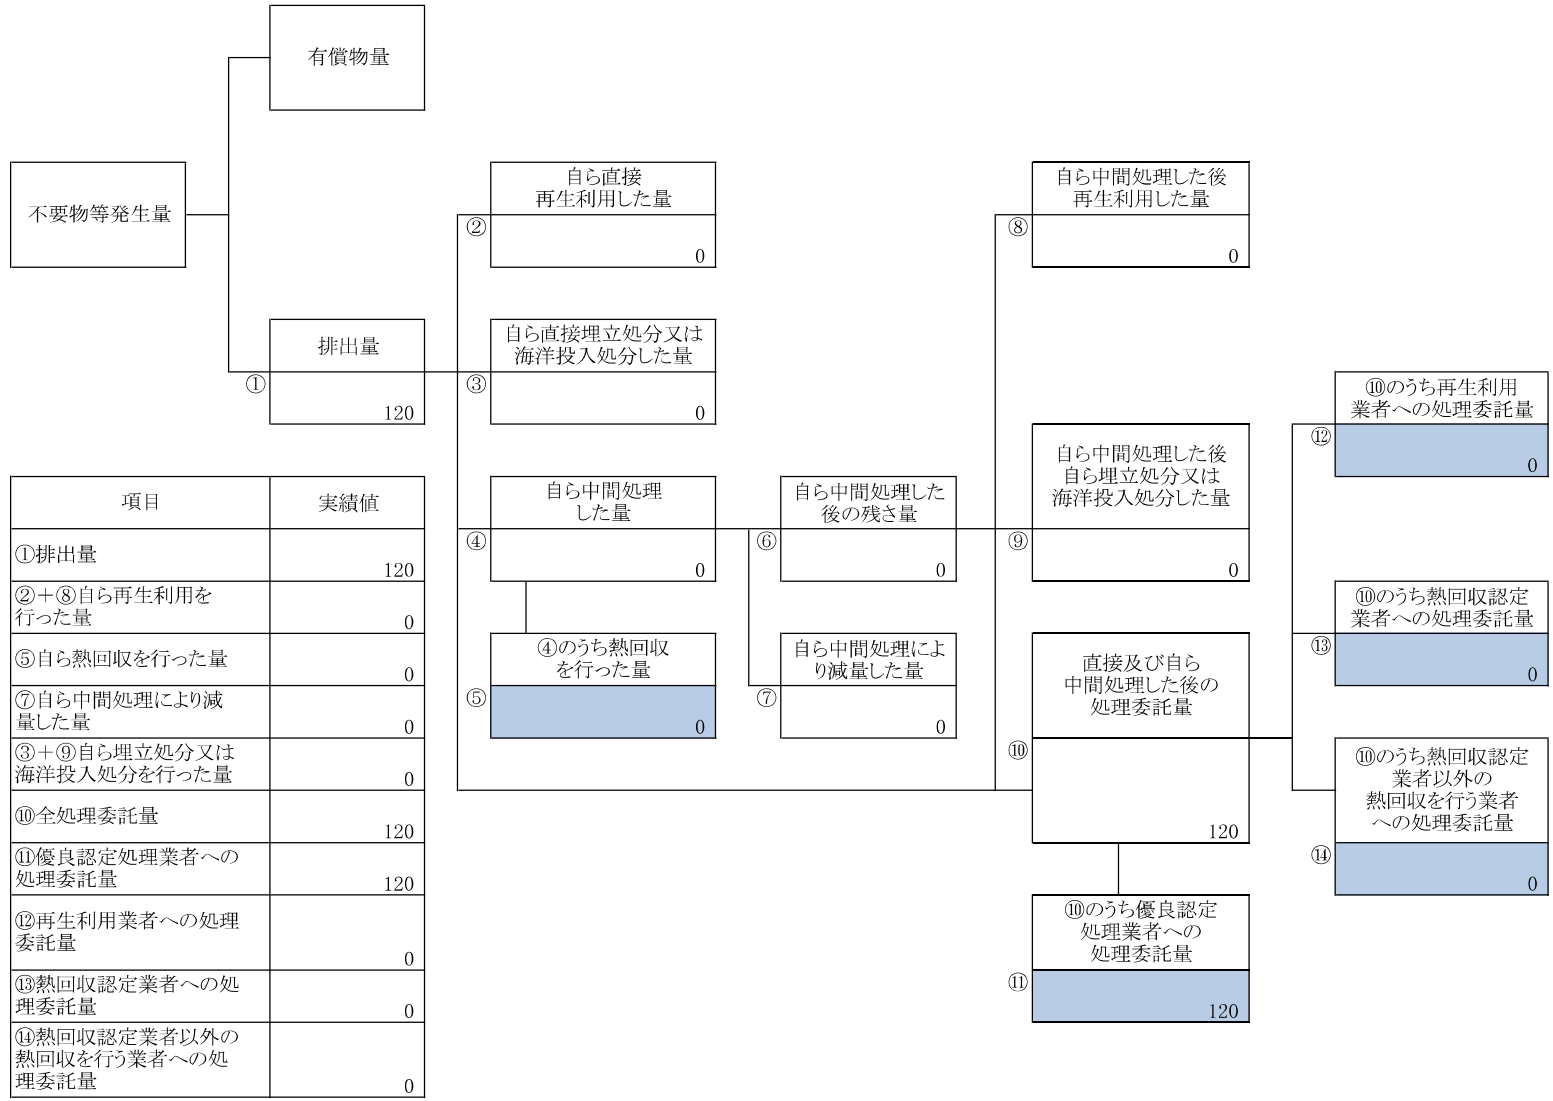 有償物量
不要物等発生量
排出量
①
120
自ら直接
再生利用した量
②
0
自ら直接埋立処分又は
海洋投入処分した量
③
0
自ら中間処理
した量
④
0
④のうち熱回収
を行った量
⑤
0
自ら中間処理した
後の残さ量
⑥
0
自ら中間処理によ
り減量した量
⑦
0
自ら中間処理した後
再生利用した量
⑧
0
自ら中間処理した後
自ら埋立処分又は
海洋投入処分した量
⑨
0
直接及び自ら
中間処理した後の
処理委託量
⑩
120
⑩のうち優良認定
処理業者への
処理委託量
⑪
120
⑩のうち再生利用
業者への処理委託量
⑫
0
⑩のうち熱回収認定
業者への処理委託量
⑬
0
⑩のうち熱回収認定
業者以外の
熱回収を行う業者
への処理委託量
⑭
0
項目 実績値
①排出量
120
②＋⑧自ら再生利用を
行った量
0
⑤自ら熱回収を行った量
0
⑦自ら中間処理により減
量した量
0
③＋⑨自ら埋立処分又は
海洋投入処分を行った量
0
⑩全処理委託量
120
⑪優良認定処理業者への
処理委託量
120
⑫再生利用業者への処理
委託量
0
⑬熱回収認定業者への処
理委託量
0
⑭熱回収認定業者以外の
熱回収を行う業者への処
理委託量
0